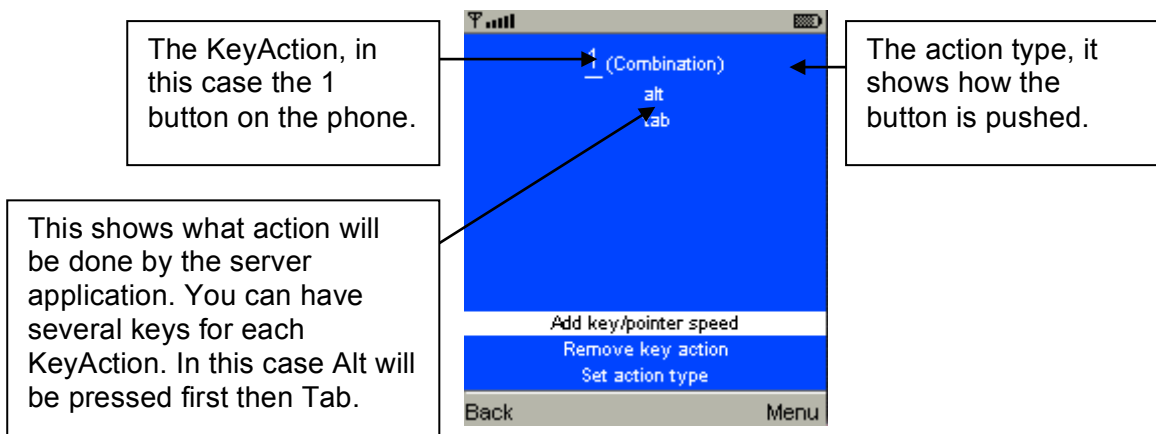 The KeyAction, in
this case the 1
button on the phone.
1 (Combination)
alt
tab
The action type, it
shows how the
button is pushed.
This shows what action will
be done by the server
application. You can have
several keys for each
KeyAction. In this case Alt will
be pressed first then Tab.
Add key/pointer speed
Remove key action
Set action type
Back
Menu